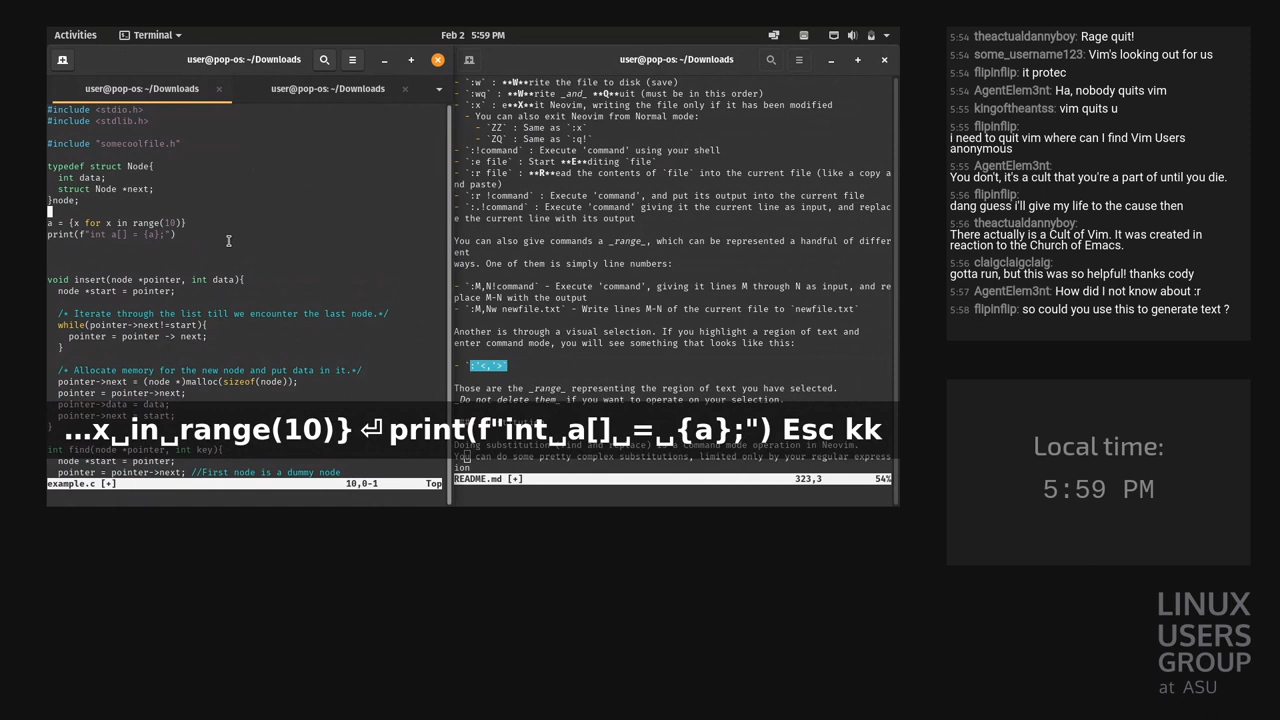 Activities
Terminal
Feb 2 5:59 PM
user@pop-os: ~/Downloads
user@pop-os: ~/Downloads ×
user@pop-os: ~/Downloads ×
#include <stdio.h>
#include <stdlib.h>
#include "somecoolfile.h"
typedef struct Node{
int data;
struct Node *next;
}node;
a = {x for x in range(10)}
print(f"int a[] = {a};")
void insert(node *pointer, int data){
node *start = pointer;
/* Iterate through the list till we encounter the last node.*/
while(pointer->next!=start){
pointer = pointer -> next;
}
/* Allocate memory for the new node and put data in it.*/
pointer->next = (node *)malloc(sizeof(node));
pointer = pointer->next;
pointer->data = data;
pointer->next = start;
}
int find(node *pointer, int key){
node *start = pointer;
pointer = pointer->next; //First node is a dummy node
example.c [+] 10,0-1 Top
user@pop-os: ~/Downloads
- `:w` : **W**rite the file to disk (save)
- `:wq` : **W**rite _and_ **Q**uit (must be in this order)
- `:x` : e**X**it Neovim, writing the file only if it has been modified
- You can also exit Neovim from Normal mode:
- `ZZ` : Same as `:x`
- `ZQ` : Same as `:q!`
- `:!command` : Execute `command` using your shell
- `:e file` : Start **E**diting `file`
- `:r file` : **R**ead the contents of `file` into the current file (like a copy a
nd paste)
- `:r !command` : Execute `command`, and put its output into the current file
- `:.!command` : Execute `command` giving it the current line as input, and replac
e the current line with its output
You can also give commands a _range_, which can be represented a handful of differ
ent
ways. One of them is simply line numbers:
- `:M,N!command` - Execute `command`, giving it lines M through N as input, and re
place M-N with the output
- `:M,Nw newfile.txt` - Write lines M-N of the current file to `newfile.txt`
Another is through a visual selection. If you highlight a region of text and
enter command mode, you will see something that looks like this:
- `:'<,'>`
Those are the _range_ representing the region of text you have selected.
_Do not delete them_ if you want to operate on your selection.
Doing substitution (find and replace) is a command mode operation in Neovim.
You can do some pretty complex substitutions, limited only by your regular express
ion
README.md [+] 323,3 54%
...x␣in␣range(10)} ⏎ print(f"int␣a[]␣=␣{a};") Esc kk
5:54 theactualdannyboy: Rage quit!
5:54 some_username123: Vim's looking out for us
5:54 flipinflip: it protec
5:54 AgentElem3nt: Ha, nobody quits vim
5:55 kingoftheantss: vim quits u
5:55 flipinflip:
i need to quit vim where can I find Vim Users
anonymous
5:55 AgentElem3nt:
You don't, it's a cult that you're a part of until you die.
5:56 flipinflip:
dang guess i'll give my life to the cause then
5:56 theactualdannyboy:
There actually is a Cult of Vim. It was created in
reaction to the Church of Emacs.
5:56 claigclaigclaig:
gotta run, but this was so helpful! thanks cody
5:57 AgentElem3nt: How did I not know about :r
5:58 flipinflip: so could you use this to generate text ?
Local time:
5:59 PM
LINUX
USERS
GROUP
at ASU